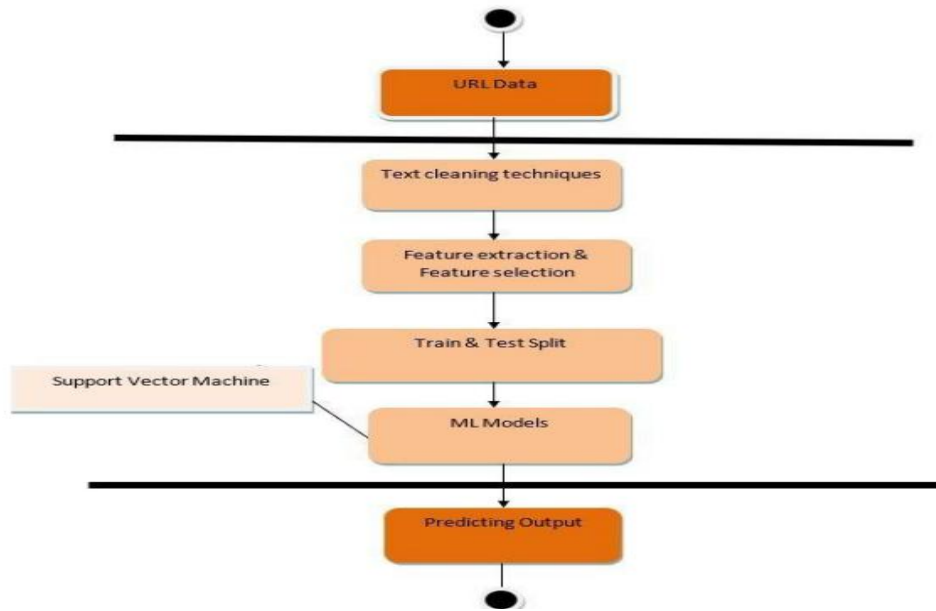 URL Data
Text cleaning techniques
Feature extraction &
Feature selection
Train & Test Split
Support Vector Machine
ML Models
Predicting Output